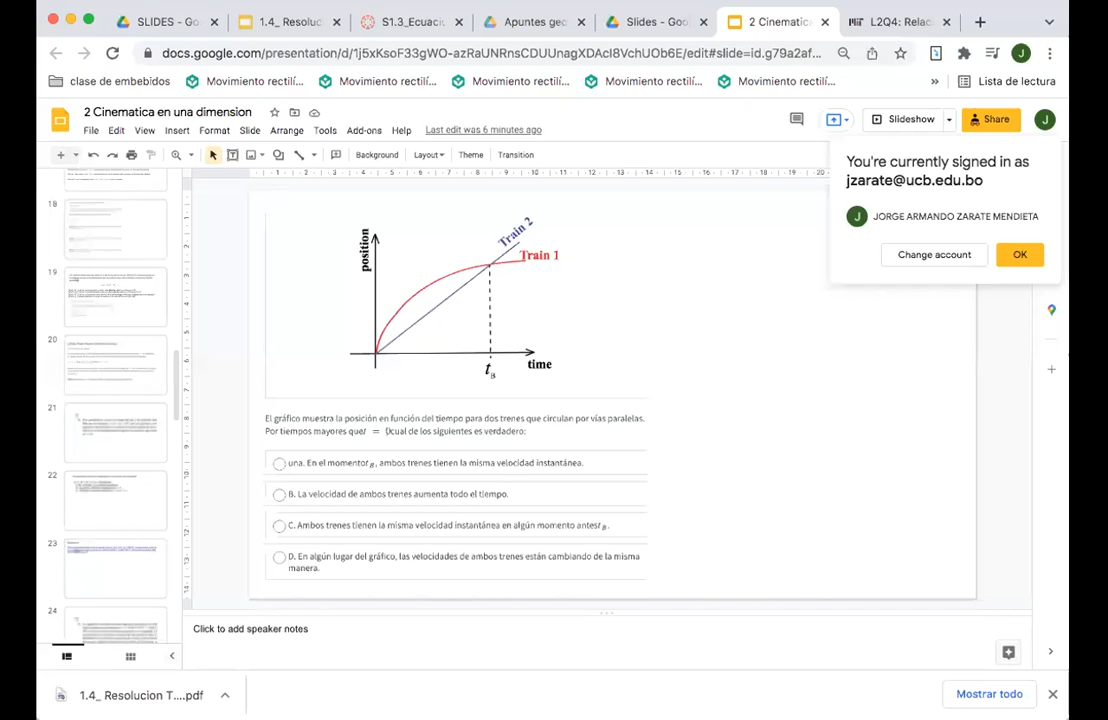 SLIDES - Goo
1.4_ Resoluc
S1.3_Ecuaci
Apuntes geo
Slides - Goo
2 Cinematica
L2Q4: Relac
docs.google.com/presentation/d/1j5xKsoF33gWO-azRaUNRnsCDUUnagXDAcI8VchUOb6E/edit#slide=id.g79a2af...
clase de embebidos
Movimiento rectilí...
Movimiento rectilí...
Movimiento rectilí...
Movimiento rectilí...
Movimiento rectilí...
»
Lista de lectura
2 Cinematica en una dimension
File Edit View Insert Format Slide Arrange Tools Add-ons Help Last edit was 6 minutes ago
Slideshow
Share
J
Background Layout Theme Transition
You're currently signed in as
jzarate@ucb.edu.bo
J JORGE ARMANDO ZARATE MENDIETA
Change account OK
18
19
20
21
22
23
24
position
Train 2
Train 1
time
tB
El gráfico muestra la posición en función del tiempo para dos trenes que circulan por vías paralelas.
Por tiempos mayores quet = 0cual de los siguientes es verdadero:
una. En el momentot B, ambos trenes tienen la misma velocidad instantánea.
B. La velocidad de ambos trenes aumenta todo el tiempo.
C. Ambos trenes tienen la misma velocidad instantánea en algún momento antest B.
D. En algún lugar del gráfico, las velocidades de ambos trenes están cambiando de la misma
manera.
Click to add speaker notes
1.4_ Resolucion T....pdf
Mostrar todo